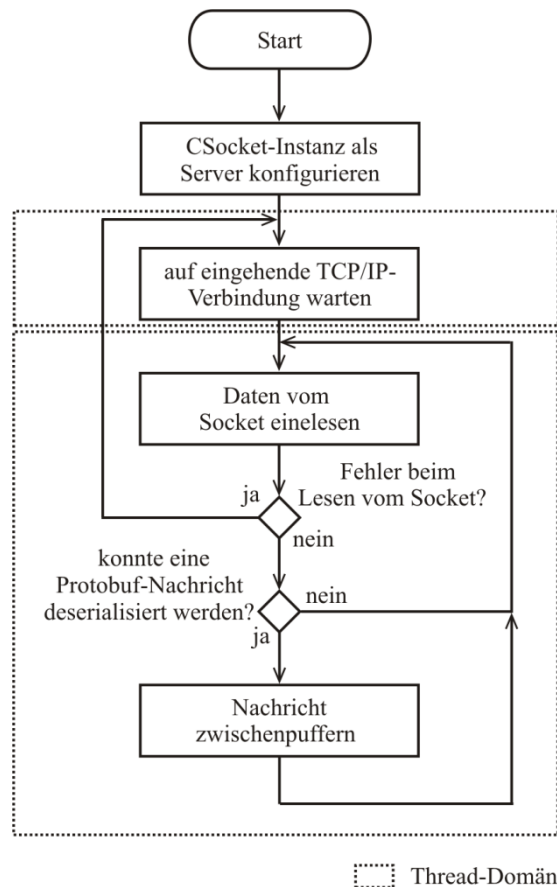 Start
CSocket-Instanz als
Server konfigurieren
auf eingehende TCP/IP-
Verbindung warten
Daten vom
Socket einelesen
Fehler beim
Lesen vom Socket?
ja
nein
konnte eine
Protobuf-Nachricht
deserialisiert werden?
nein
ja
Nachricht
zwischenpuffern
Thread-Domän